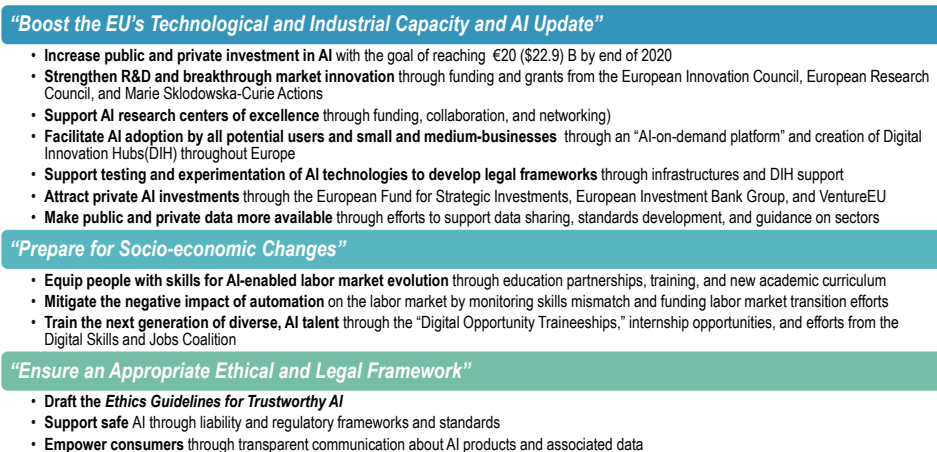 “Boost the EU’s Technological and Industrial Capacity and AI Update”
• Increase public and private investment in AI with the goal of reaching €20 ($22.9) B by end of 2020
• Strengthen R&D and breakthrough market innovation through funding and grants from the European Innovation Council, European Research
Council, and Marie Sklodowska-Curie Actions
• Support AI research centers of excellence through funding, collaboration, and networking)
• Facilitate AI adoption by all potential users and small and medium-businesses through an “AI-on-demand platform” and creation of Digital
Innovation Hubs(DIH) throughout Europe
• Support testing and experimentation of AI technologies to develop legal frameworks through infrastructures and DIH support
• Attract private AI investments through the European Fund for Strategic Investments, European Investment Bank Group, and VentureEU
• Make public and private data more available through efforts to support data sharing, standards development, and guidance on sectors
“Prepare for Socio-economic Changes”
• Equip people with skills for AI-enabled labor market evolution through education partnerships, training, and new academic curriculum
• Mitigate the negative impact of automation on the labor market by monitoring skills mismatch and funding labor market transition efforts
• Train the next generation of diverse, AI talent through the “Digital Opportunity Traineeships,” internship opportunities, and efforts from the
Digital Skills and Jobs Coalition
“Ensure an Appropriate Ethical and Legal Framework”
• Draft the Ethics Guidelines for Trustworthy AI
• Support safe AI through liability and regulatory frameworks and standards
• Empower consumers through transparent communication about AI products and associated data